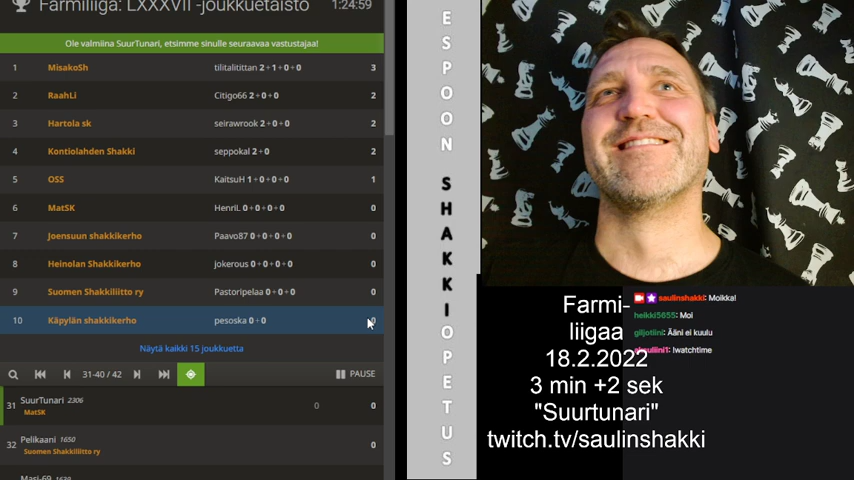 Farmiliiga: LXXXVII -joukkuetaisto 1:24:59
Ole valmiina SuurTunari, etsimme sinulle seuraavaa vastustajaa!
1 MisakoSh tilitalitittan 2+1+0+0 3
2 RaahLi Citigo66 2+0+0 2
3 Hartola sk seirawrook 2+0+0 2
4 Kontiolahden Shakki seppokal 2+0 2
5 OSS KaitsuH 1+0+0+0 1
6 MatSK HenriL 0+0+0+0 0
7 Joensuun shakkikerho Paavo87 0+0+0+0 0
8 Heinolan Shakkikerho jokerous 0+0+0+0 0
9 Suomen Shakkiliitto ry Pastoripelaa 0+0+0 0
10 Käpylän shakkikerho pesoska 0+0 0
Näytä kaikki 15 joukkuetta
31-40 / 42 PAUSE
31 SuurTunari 2306 0 0
MatSK
32 Pelikaani 1650 0
Suomen Shakkiliitto ry
Masi-69 1638
ESPOON SHAKKIOPETUS
Farmi-
liigaa
18.2.2022
3 min +2 sek
"Suurtunari"
twitch.tv/saulinshakki
saulinshakki: Moikka!
heikki5655: Moi
Ääni ei kuulu
!watchtime